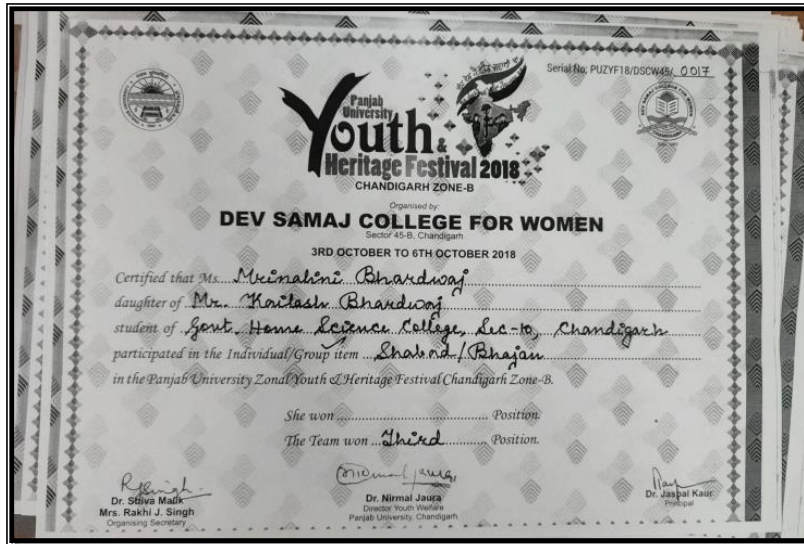 Serial No: PUZYF18/DSCW45/ 0017
Panjab
University
Youth &
Heritage Festival 2018
CHANDIGARH ZONE-B
Organised by:
DEV SAMAJ COLLEGE FOR WOMEN
Sector 45-B, Chandigarh
3RD OCTOBER TO 6TH OCTOBER 2018
Certified that Ms. Mrinalini Bhardwaj
daughter of Mr. Kailash Bhardwaj
student of Govt. Home Science College, Sec-10, Chandigarh
participated in the Individual/Group item Shabad/Bhajan
in the Panjab University Zonal Youth & Heritage Festival Chandigarh Zone-B.
She won ........................ Position.
The Team won Third Position.
Dr. Shiva Malik
Mrs. Rakhi J. Singh
Organising Secretary
Dr. Nirmal Jaura
Director Youth Welfare
Panjab University, Chandigarh
Dr. Jaspal Kaur
Principal